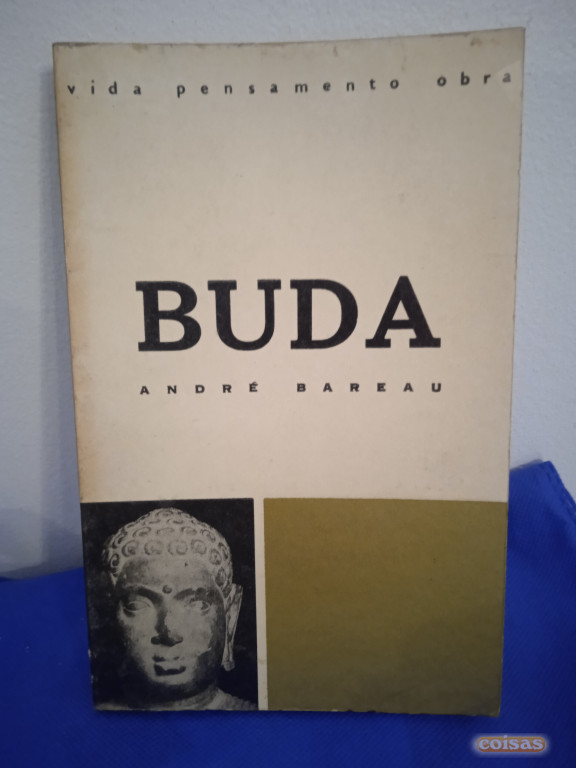 vida pensamento obra
BUDA
ANDRÉ BAREAU
coisas